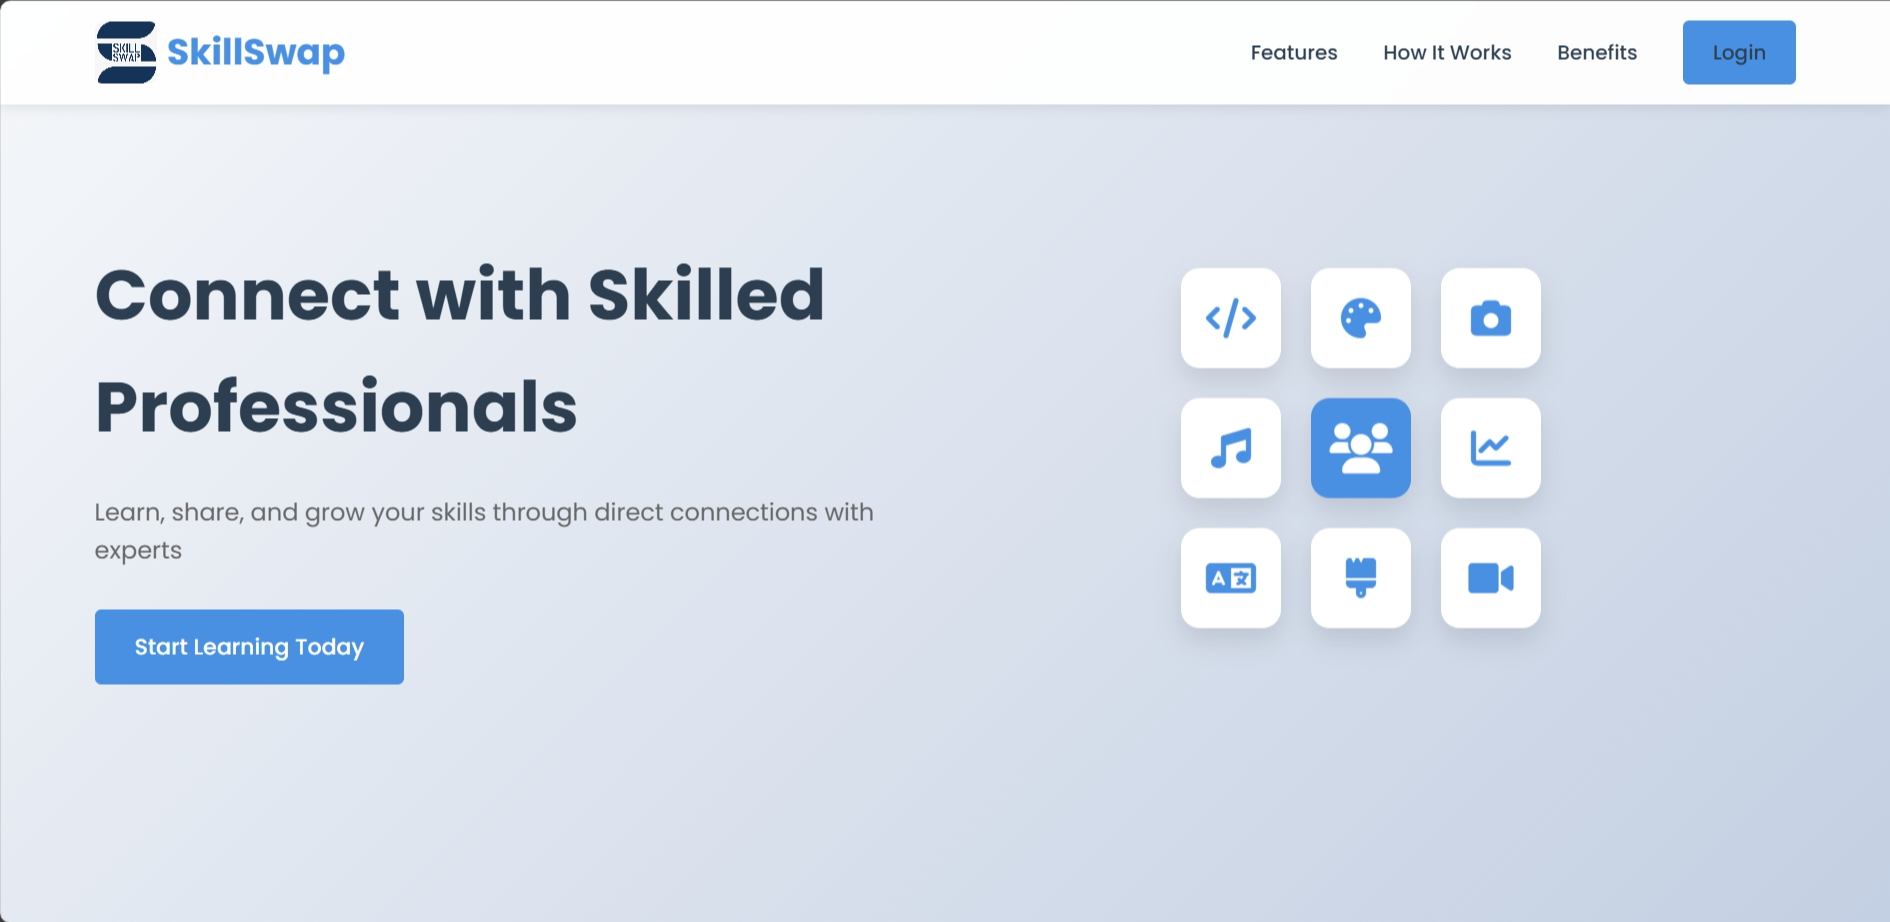 SKILL
SWAP
SkillSwap
Features
How It Works
Benefits
Login
Connect with Skilled
Professionals
Learn, share, and grow your skills through direct connections with
experts
Start Learning Today
A 文